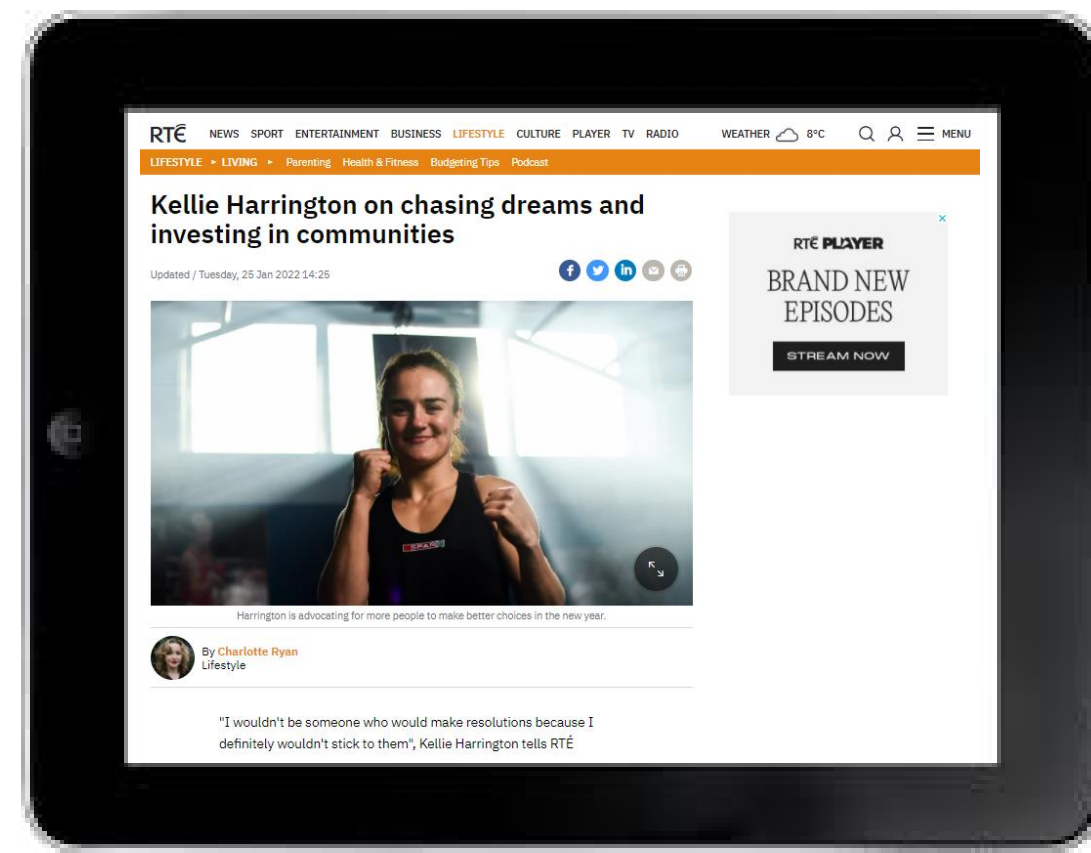 RTÉ NEWS SPORT ENTERTAINMENT BUSINESS LIFESTYLE CULTURE PLAYER TV RADIO WEATHER 8°C MENU
LIFESTYLE ▸ LIVING ▸ Parenting Health & Fitness Budgeting Tips Podcast
Kellie Harrington on chasing dreams and
investing in communities
Updated / Tuesday, 25 Jan 2022 14:25
RTÉ PLAYER
BRAND NEW
EPISODES
STREAM NOW
SPAR
Harrington is advocating for more people to make better choices in the new year.
By Charlotte Ryan
Lifestyle
"I wouldn't be someone who would make resolutions because I
definitely wouldn't stick to them", Kellie Harrington tells RTÉ